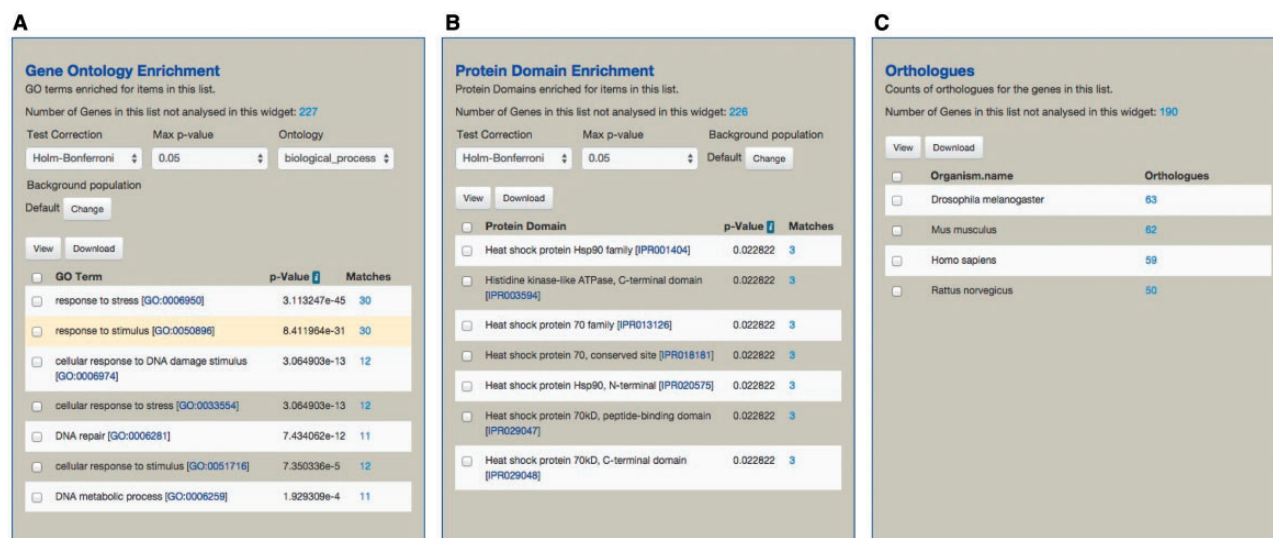 A
Gene Ontology Enrichment
GO terms enriched for items in this list.
Number of Genes in this list not analysed in this widget: 227
Test Correction Max p-value Ontology
Holm-Bonferroni 0.05 biological_process
Background population
Default Change
View Download
GO Term p-Value i Matches
response to stress [GO:0006950] 3.113247e-45 30
response to stimulus [GO:0050896] 8.411964e-31 30
cellular response to DNA damage stimulus 3.064903e-13 12
[GO:0006974]
cellular response to stress [GO:0033554] 3.064903e-13 12
DNA repair [GO:0006281] 7.434062e-12 11
cellular response to stimulus [GO:0051716] 7.350336e-5 12
DNA metabolic process [GO:0006259] 1.929309e-4 11
B
Protein Domain Enrichment
Protein Domains enriched for items in this list.
Number of Genes in this list not analysed in this widget: 226
Test Correction Max p-value Background population
Holm-Bonferroni 0.05 Default Change
View Download
Protein Domain p-Value i Matches
Heat shock protein Hsp90 family [IPR001404] 0.022822 3
Histidine kinase-like ATPase, C-terminal domain 0.022822 3
[IPR003594]
Heat shock protein 70 family [IPR013126] 0.022822 3
Heat shock protein 70, conserved site [IPR018181] 0.022822 3
Heat shock protein Hsp90, N-terminal [IPR020575] 0.022822 3
Heat shock protein 70kD, peptide-binding domain 0.022822 3
[IPR029047]
Heat shock protein 70kD, C-terminal domain 0.022822 3
[IPR029048]
C
Orthologues
Counts of orthologues for the genes in this list.
Number of Genes in this list not analysed in this widget: 190
View Download
Organism.name Orthologues
Drosophila melanogaster 63
Mus musculus 62
Homo sapiens 59
Rattus norvegicus 50